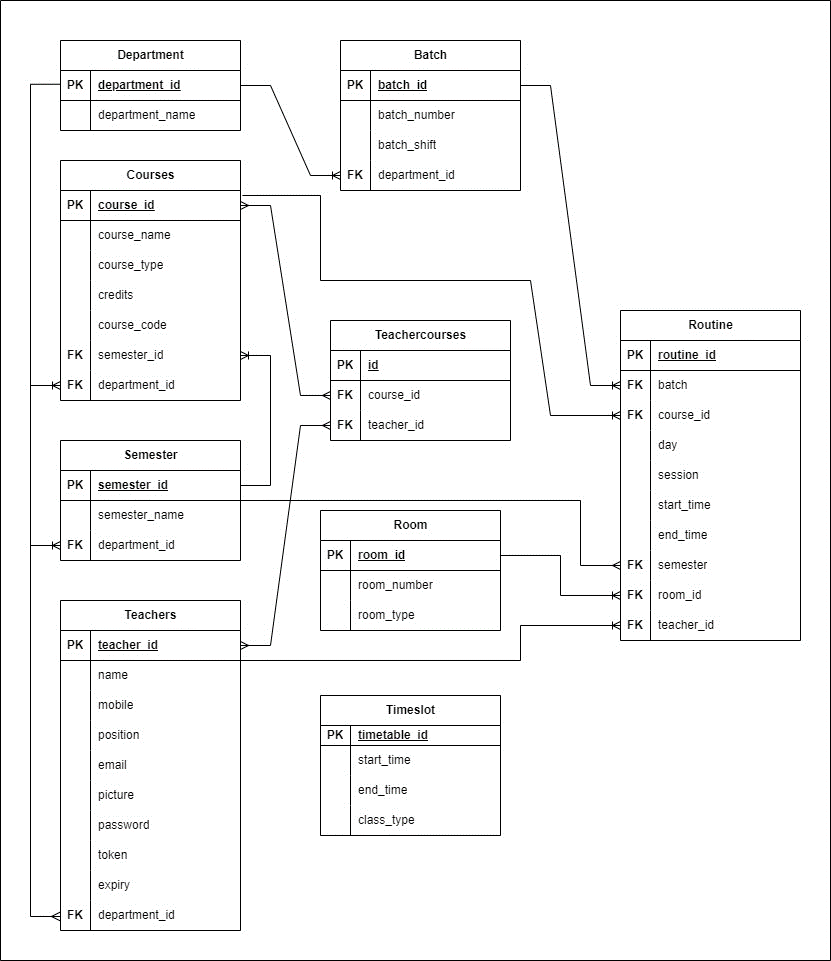 Department
PK department_id
department_name
Batch
PK batch_id
batch_number
batch_shift
FK department_id
Courses
PK course_id
course_name
course_type
credits
course_code
FK semester_id
FK department_id
Teachercourses
PK id
FK course_id
FK teacher_id
Routine
PK routine_id
FK batch
FK course_id
day
session
start_time
end_time
FK semester
FK room_id
FK teacher_id
Semester
PK semester_id
semester_name
FK department_id
Room
PK room_id
room_number
room_type
Teachers
PK teacher_id
name
mobile
position
email
picture
password
token
expiry
FK department_id
Timeslot
PK timetable_id
start_time
end_time
class_type